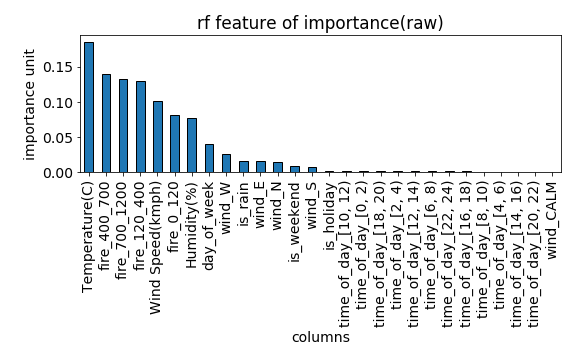 rf feature of importance(raw)
importance unit
0.15
0.10
0.05
0.00
Temperature(C)
fire_400_700
fire_700_1200
fire_120_400
Wind Speed(kmph)
fire_0_120
Humidity(%)
day_of_week
wind_W
is_rain
wind_E
wind_N
is_weekend
wind_S
is_holiday
time_of_day_[10, 12)
time_of_day_[0, 2)
time_of_day_[18, 20)
time_of_day_[2, 4)
time_of_day_[12, 14)
time_of_day_[6, 8)
time_of_day_[22, 24)
time_of_day_[16, 18)
time_of_day_[8, 10)
time_of_day_[4, 6)
time_of_day_[14, 16)
time_of_day_[20, 22)
wind_CALM
columns